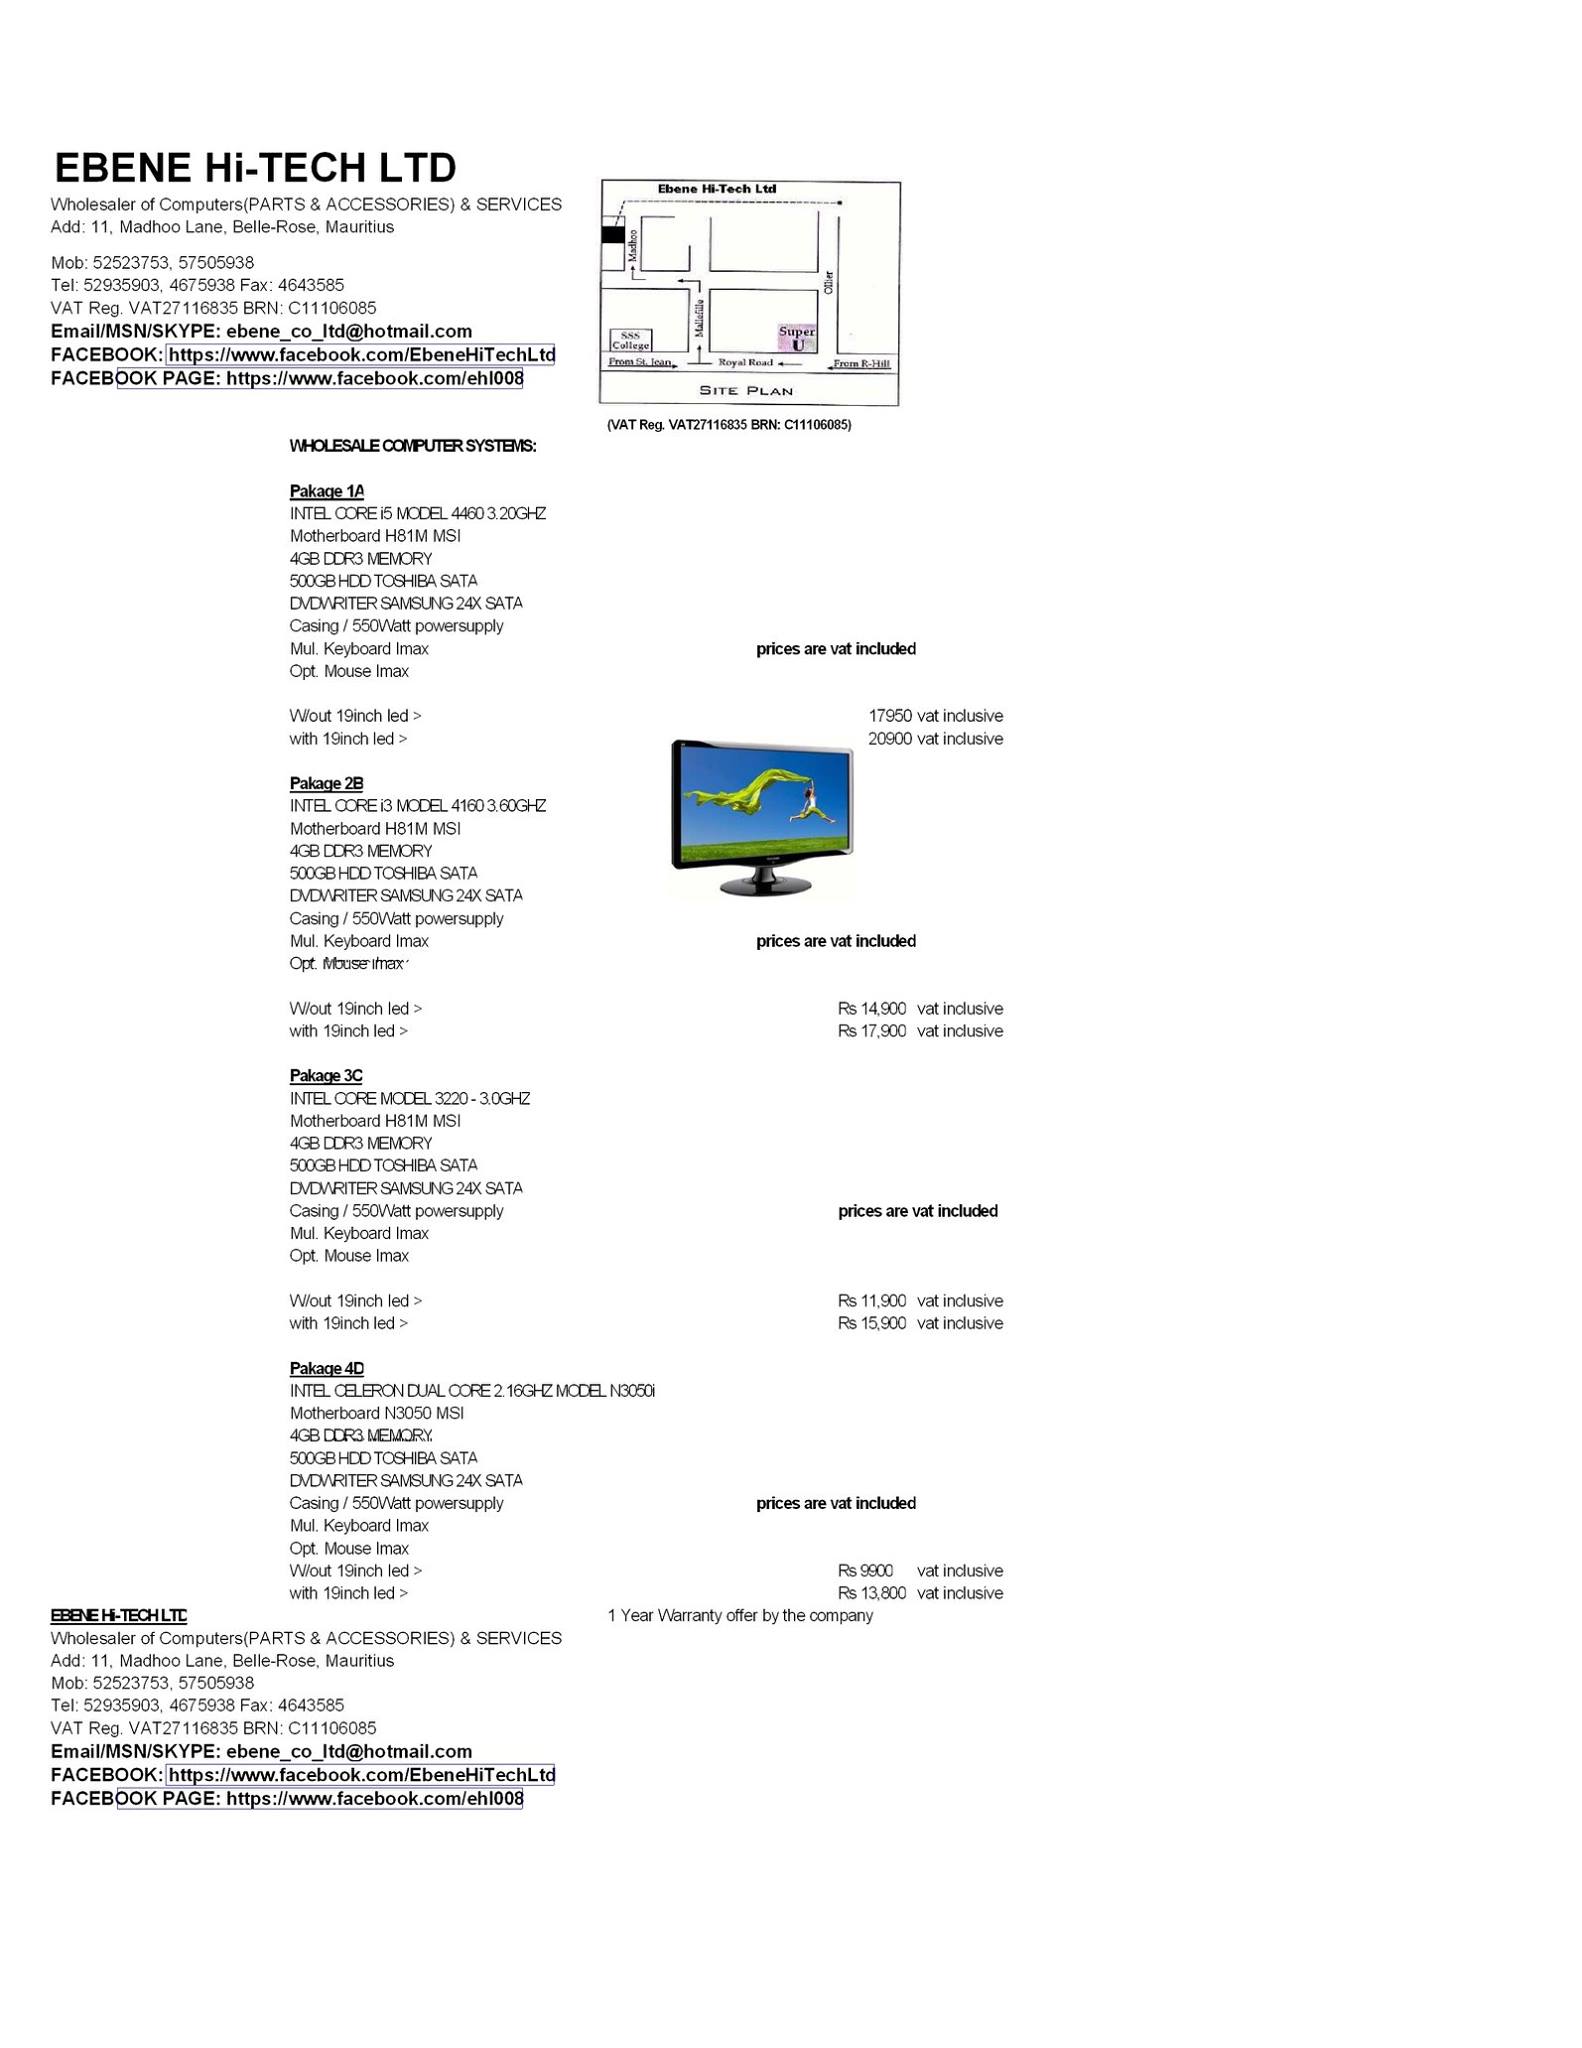 EBENE Hi-TECH LTD
Wholesaler of Computers(PARTS & ACCESSORIES) & SERVICES
Add: 11, Madhoo Lane, Belle-Rose, Mauritius
Mob: 52523753, 57505938
Tel: 52935903, 4675938 Fax: 4643585
VAT Reg. VAT27116835 BRN: C11106085
Email/MSN/SKYPE: ebene_co_ltd@hotmail.com
FACEBOOK: https://www.facebook.com/EbeneHiTechLtd
FACEBOOK PAGE: https://www.facebook.com/ehl008
Ebene Hi-Tech Ltd
Madhoo
Ollier
Mallefille
SSS
College
Super
U
From St. Jean
Royal Road
From R-Hill
SITE PLAN
(VAT Reg. VAT27116835 BRN: C11106085)
WHOLESALE COMPUTER SYSTEMS:
Pakage 1A
INTEL CORE i5 MODEL 4460 3.20GHZ
Motherboard H81M MSI
4GB DDR3 MEMORY
500GB HDD TOSHIBA SATA
DVDWRITER SAMSUNG 24X SATA
Casing / 550Watt powersupply
Mul. Keyboard Imax prices are vat included
Opt. Mouse Imax
W/out 19inch led > 17950 vat inclusive
with 19inch led > 20900 vat inclusive
Pakage 2B
INTEL CORE i3 MODEL 4160 3.60GHZ
Motherboard H81M MSI
4GB DDR3 MEMORY
500GB HDD TOSHIBA SATA
DVDWRITER SAMSUNG 24X SATA
Casing / 550Watt powersupply
Mul. Keyboard Imax prices are vat included
Opt. Mouse Imax
W/out 19inch led > Rs 14,900 vat inclusive
with 19inch led > Rs 17,900 vat inclusive
Pakage 3C
INTEL CORE MODEL 3220 - 3.0GHZ
Motherboard H81M MSI
4GB DDR3 MEMORY
500GB HDD TOSHIBA SATA
DVDWRITER SAMSUNG 24X SATA
Casing / 550Watt powersupply prices are vat included
Mul. Keyboard Imax
Opt. Mouse Imax
W/out 19inch led > Rs 11,900 vat inclusive
with 19inch led > Rs 15,900 vat inclusive
Pakage 4D
INTEL CELERON DUAL CORE 2.16GHZ MODEL N3050i
Motherboard N3050 MSI
4GB DDR3 MEMORY
500GB HDD TOSHIBA SATA
DVDWRITER SAMSUNG 24X SATA
Casing / 550Watt powersupply prices are vat included
Mul. Keyboard Imax
Opt. Mouse Imax
W/out 19inch led > Rs 9900 vat inclusive
with 19inch led > Rs 13,800 vat inclusive
EBENE Hi-TECH LTD 1 Year Warranty offer by the company
Wholesaler of Computers(PARTS & ACCESSORIES) & SERVICES
Add: 11, Madhoo Lane, Belle-Rose, Mauritius
Mob: 52523753, 57505938
Tel: 52935903, 4675938 Fax: 4643585
VAT Reg. VAT27116835 BRN: C11106085
Email/MSN/SKYPE: ebene_co_ltd@hotmail.com
FACEBOOK: https://www.facebook.com/EbeneHiTechLtd
FACEBOOK PAGE: https://www.facebook.com/ehl008